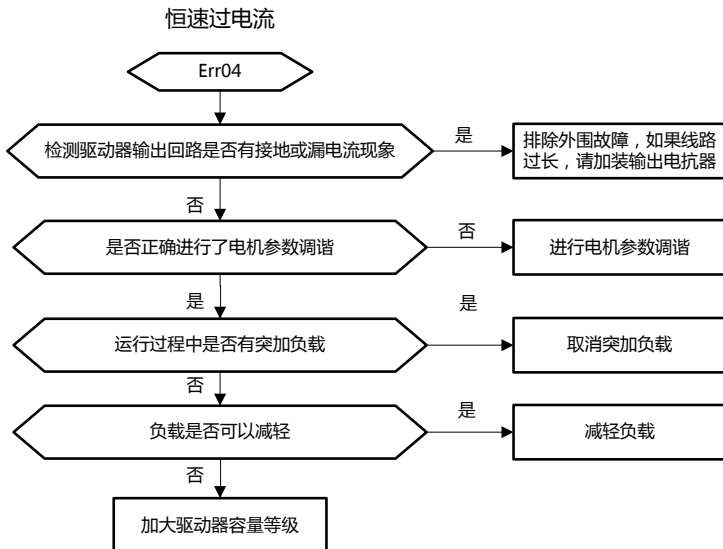 恒速过电流
Err04
检测驱动器输出回路是否有接地或漏电流现象
是
排除外围故障，如果线路
过长，请加装输出电抗器
否
是否正确进行了电机参数调谐
否
进行电机参数调谐
是
是
运行过程中是否有突加负载
取消突加负载
否
负载是否可以减轻
是
减轻负载
否
加大驱动器容量等级